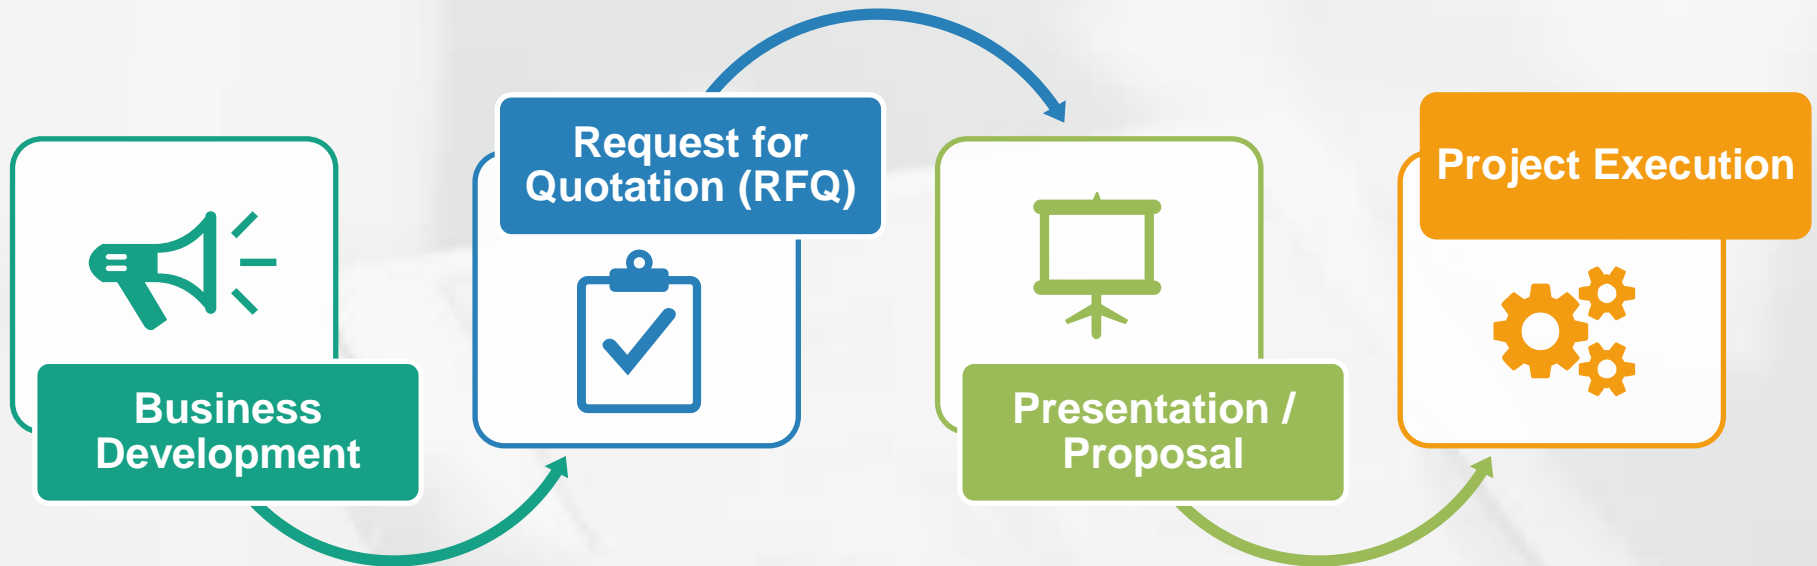 Business
Development
Request for
Quotation (RFQ)
Presentation /
Proposal
Project Execution